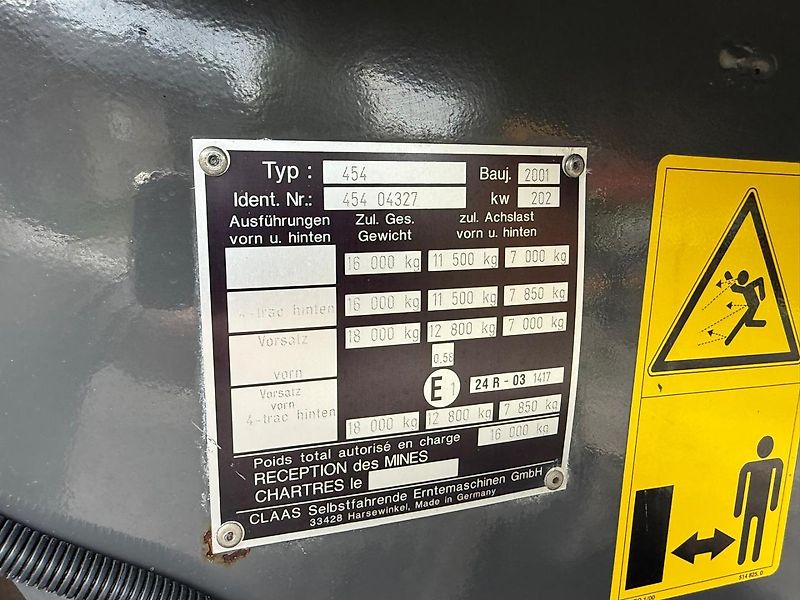 Typ : 454 Bauj. 2001
Ident. Nr.: 454 04327 kw 202
Ausführungen vorn u. hinten Zul. Ges. Gewicht zul. Achslast vorn u. hinten
16 000 kg 11 500 kg 7 000 kg
4-trac hinten 16 000 kg 11 500 kg 7 850 kg
Vorsatz vorn 18 000 kg 12 800 kg 7 000 kg
0,58
E 1 24 R - 03 1417
Vorsatz vorn 4-trac hinten 18 000 kg 12 800 kg 7 850 kg
Poids total autorisé en charge 16 000 kg
RECEPTION des MINES
CHARTRES le
CLAAS Selbstfahrende Erntemaschinen GmbH
33428 Harsewinkel, Made in Germany
514 825. 0